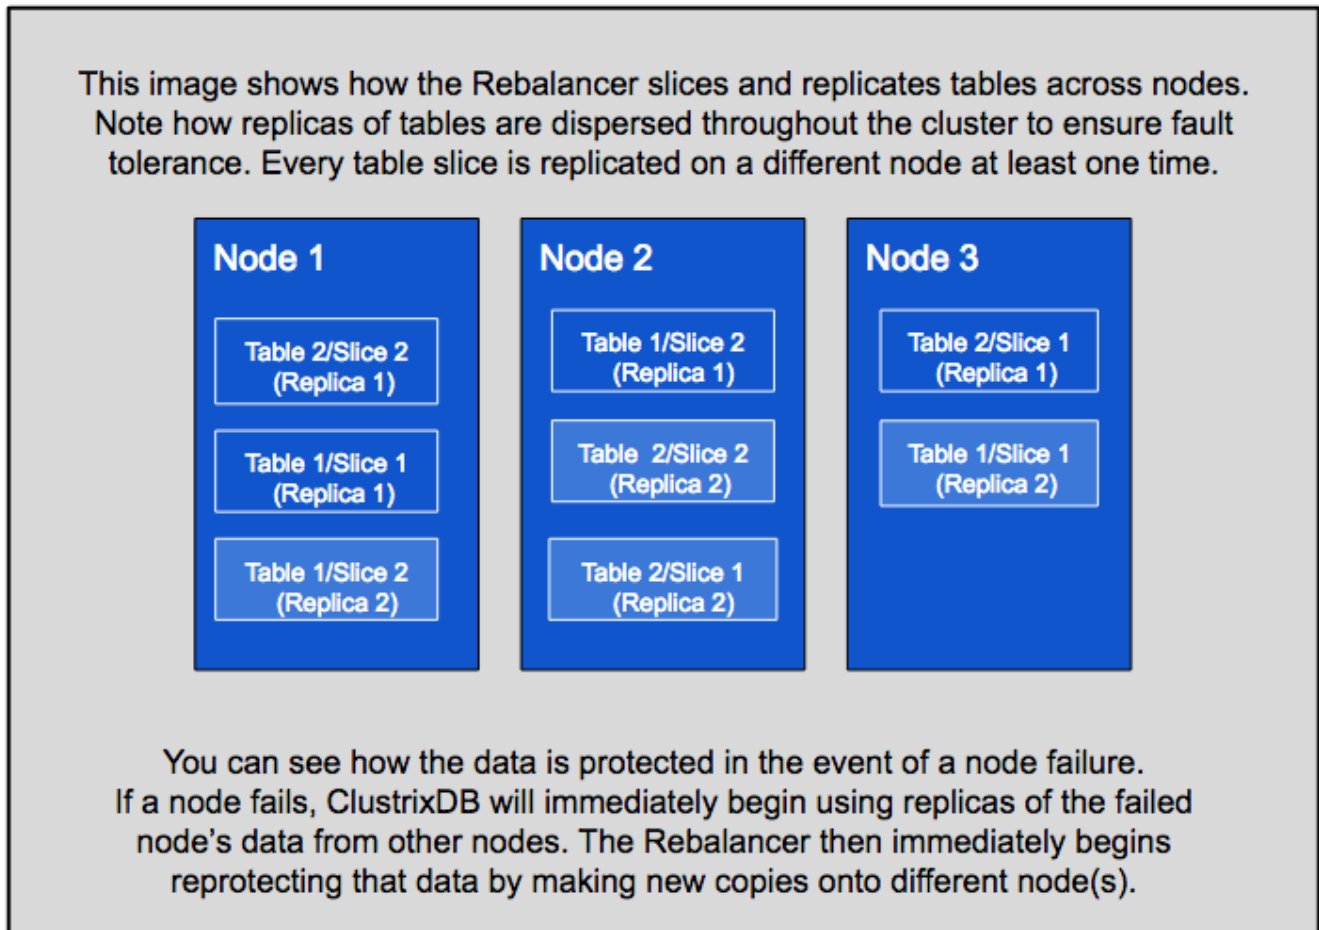 This image shows how the Rebalancer slices and replicates tables across nodes.
Note how replicas of tables are dispersed throughout the cluster to ensure fault
tolerance. Every table slice is replicated on a different node at least one time.
Node 1
Table 2/Slice 2
(Replica 1)
Table 1/Slice 1
(Replica 1)
Table 1/Slice 2
(Replica 2)
Node 2
Table 1/Slice 2
(Replica 1)
Table 2/Slice 2
(Replica 2)
Table 2/Slice 1
(Replica 2)
Node 3
Table 2/Slice 1
(Replica 1)
Table 1/Slice 1
(Replica 2)
You can see how the data is protected in the event of a node failure.
If a node fails, ClustrixDB will immediately begin using replicas of the failed
node’s data from other nodes. The Rebalancer then immediately begins
reprotecting that data by making new copies onto different node(s).